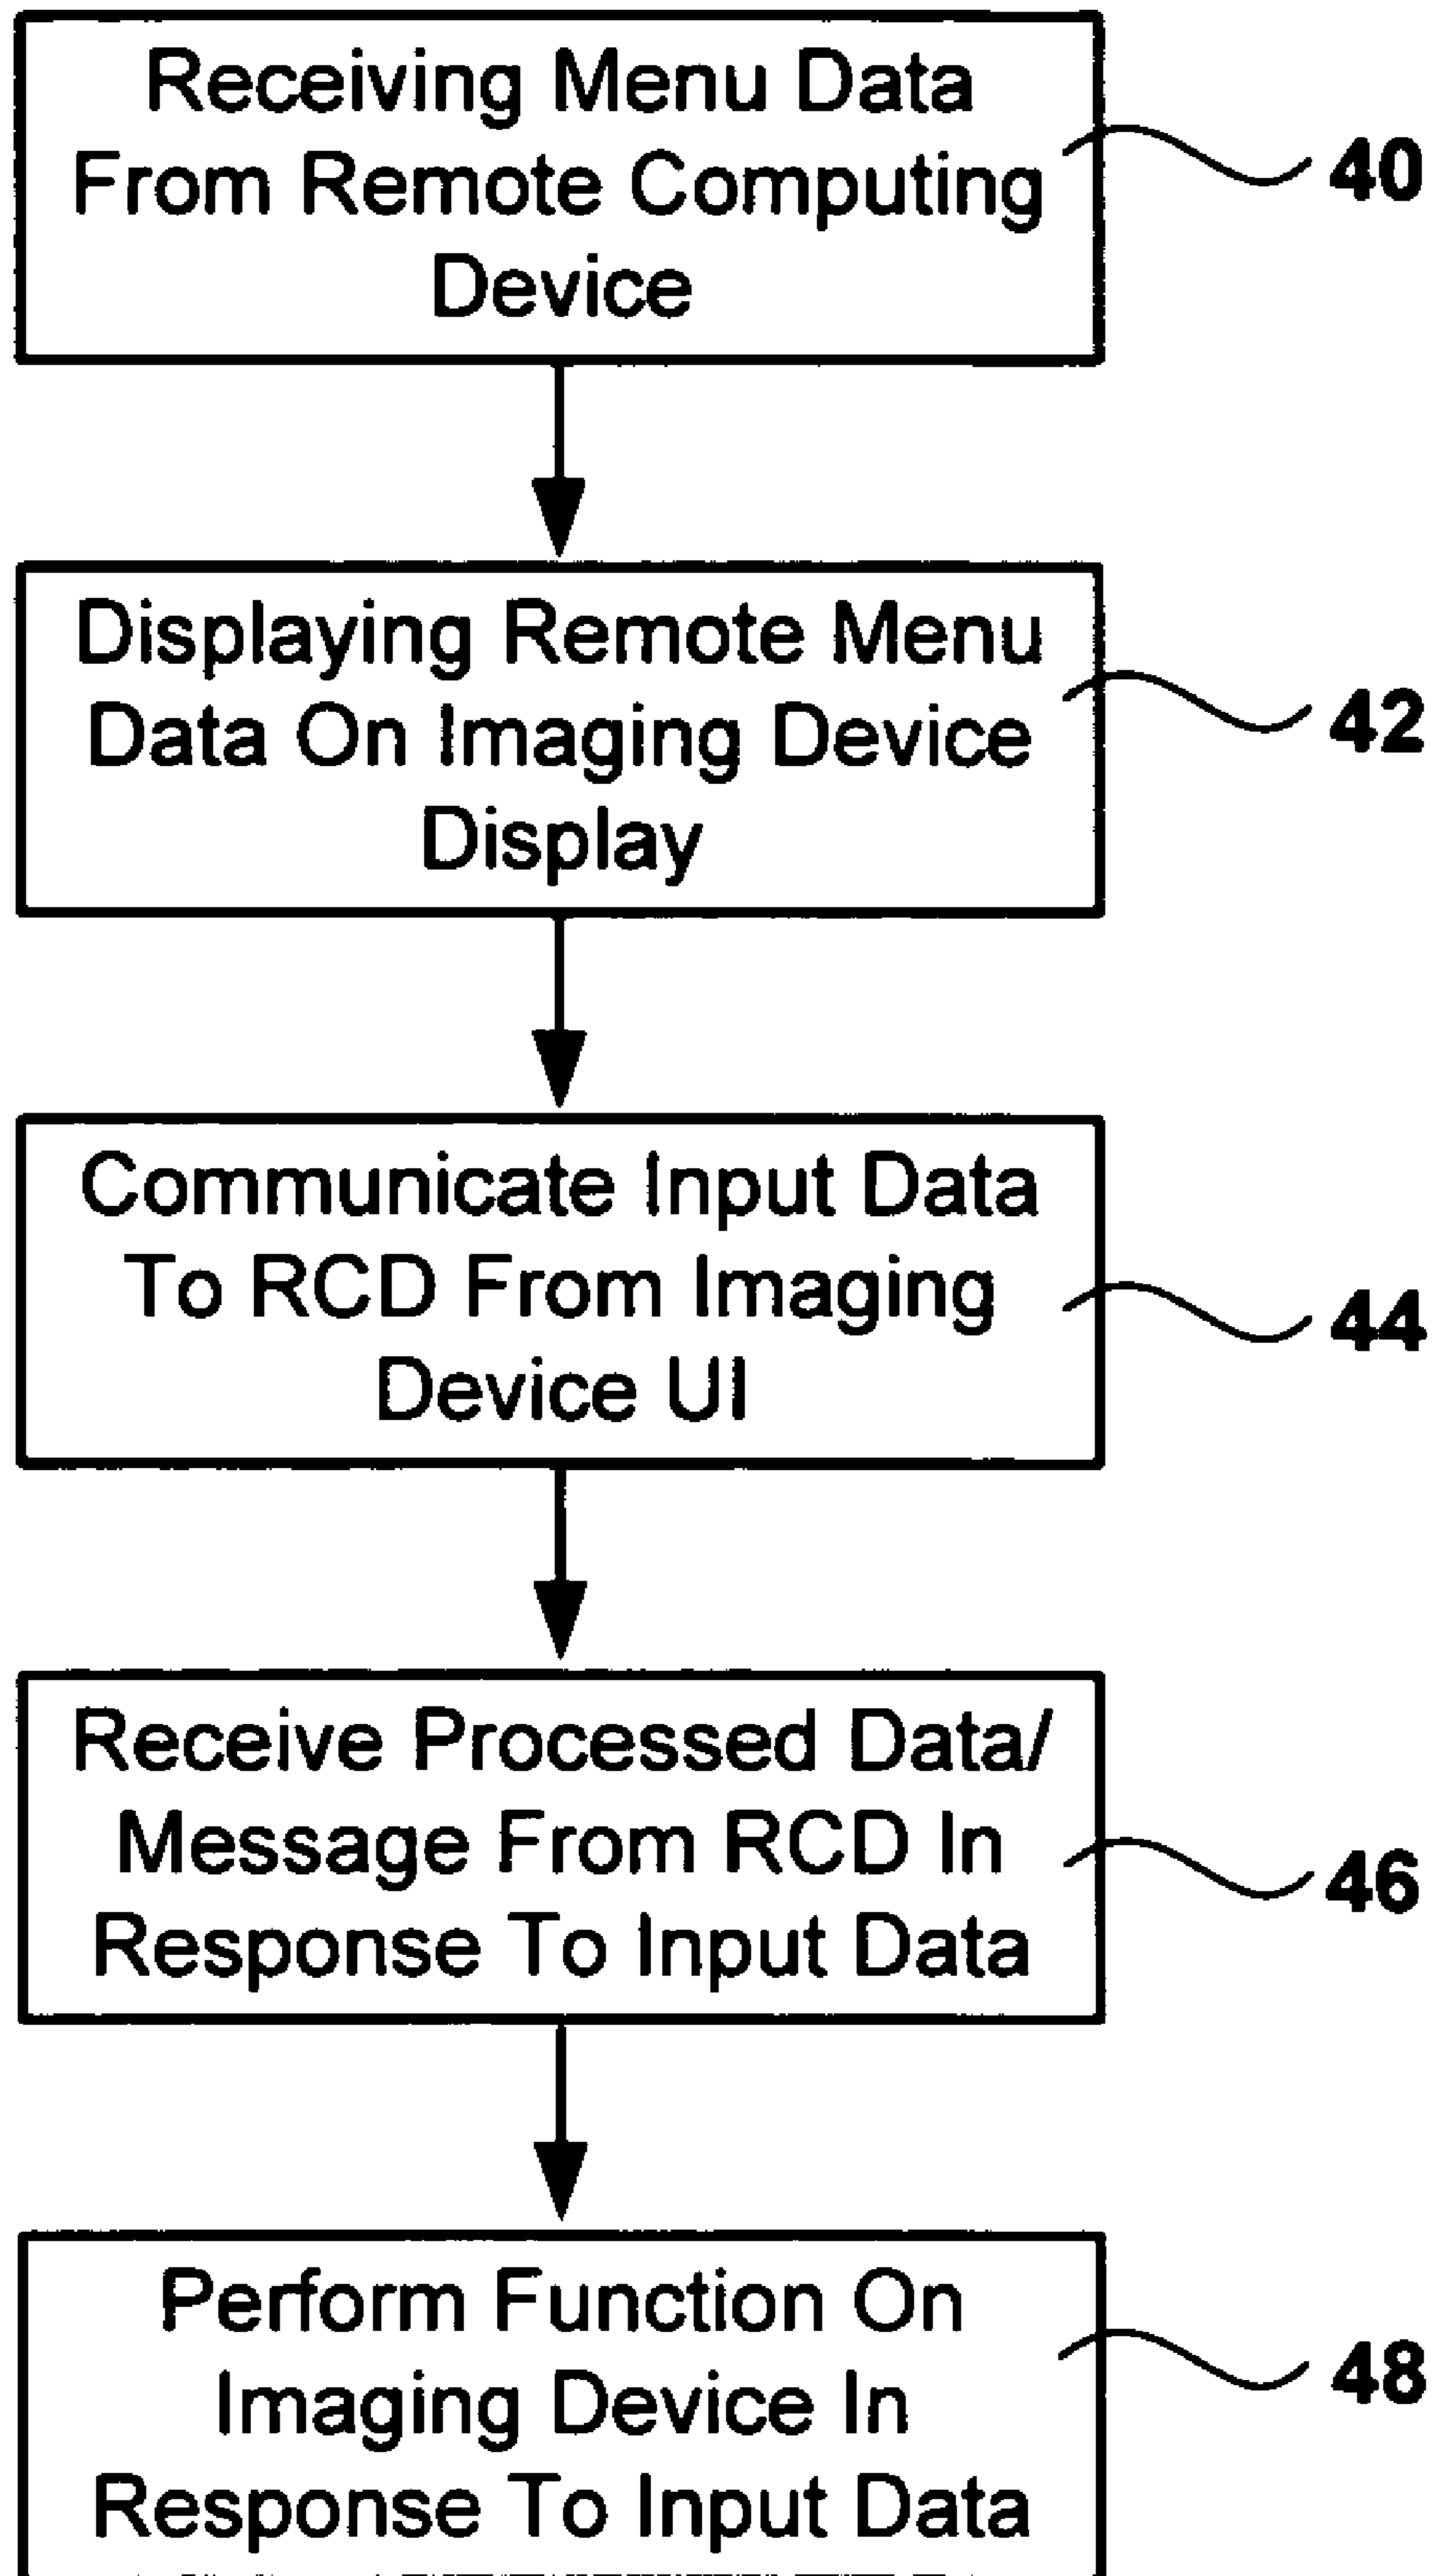 Receiving Menu Data
From Remote Computing
Device
40
Displaying Remote Menu
Data On Imaging Device
Display
42
Communicate Input Data
To RCD From Imaging
Device UI
44
Receive Processed Data/
Message From RCD In
Response To Input Data
46
Perform Function On
Imaging Device In
Response To Input Data
48